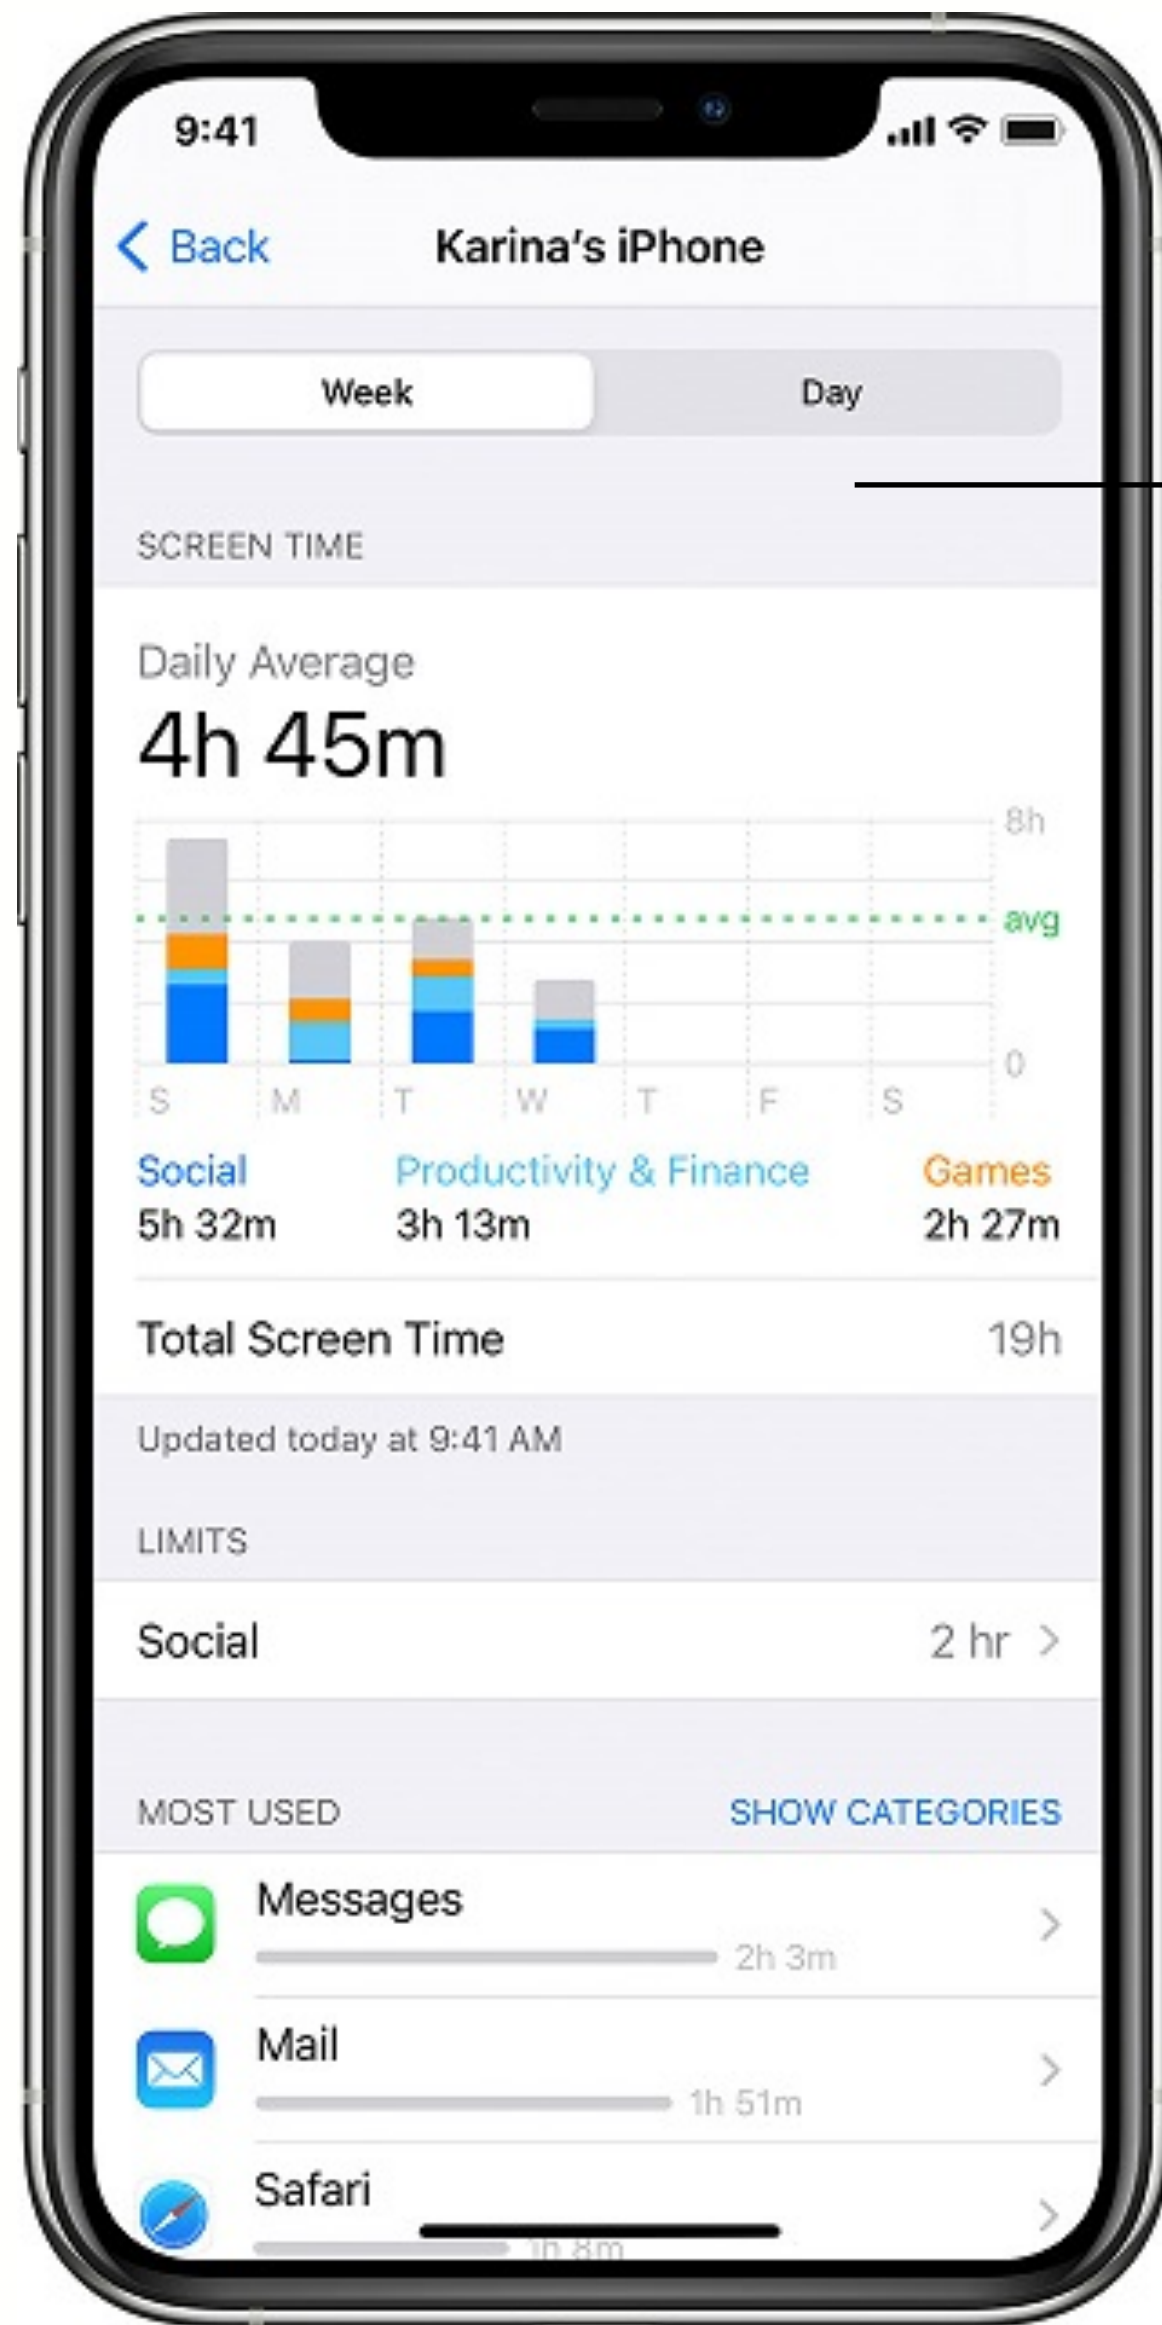 9:41
Back
Karina's iPhone
Week Day
SCREEN TIME
Daily Average
4h 45m
8h
avg
0
S M T W T F S
Social Productivity & Finance Games
5h 32m 3h 13m 2h 27m
Total Screen Time 19h
Updated today at 9:41 AM
LIMITS
Social 2 hr
MOST USED SHOW CATEGORIES
Messages
2h 3m
Mail
1h 51m
Safari
1h 8m